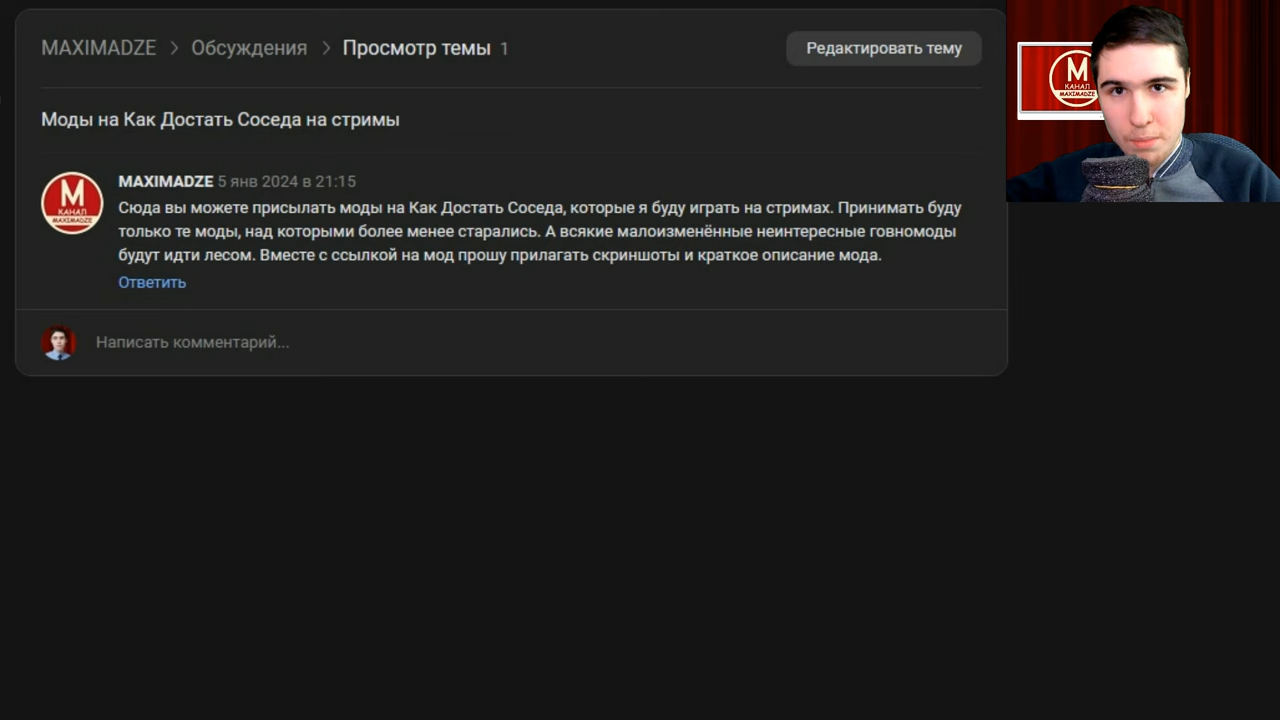 MAXIMADZE > Обсуждения > Просмотр темы 1
Редактировать тему
М
КАНАЛ
MAXIMADZE
Моды на Как Достать Соседа на стримы
М
КАНАЛ
MAXIMADZE
MAXIMADZE 5 янв 2024 в 21:15
Сюда вы можете присылать моды на Как Достать Соседа, которые я буду играть на стримах. Принимать буду
только те моды, над которыми более менее старались. А всякие малоизменённые неинтересные говномоды
будут идти лесом. Вместе с ссылкой на мод прошу прилагать скриншоты и краткое описание мода.
Ответить
Написать комментарий...